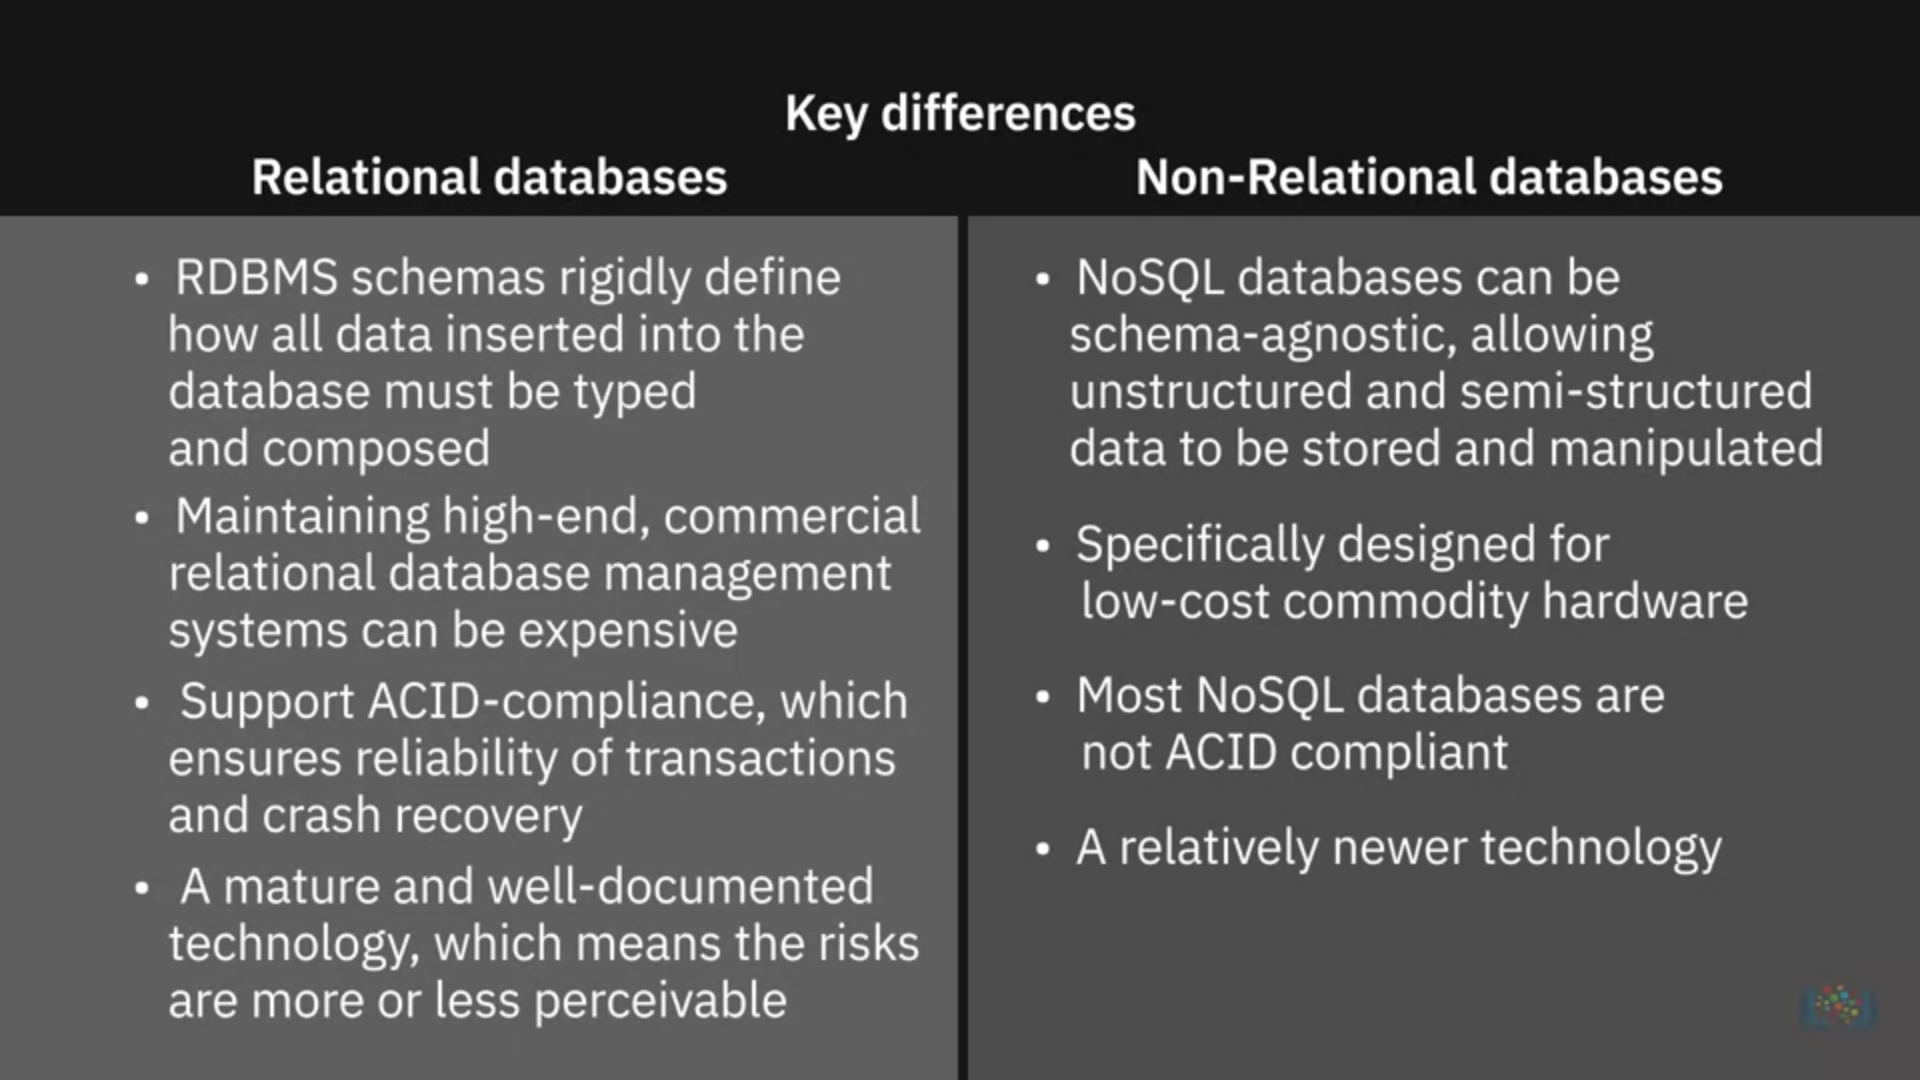 Key differences
Relational databases
Non-Relational databases
• RDBMS schemas rigidly define
how all data inserted into the
database must be typed
and composed
• Maintaining high-end, commercial
relational database management
systems can be expensive
• Support ACID-compliance, which
ensures reliability of transactions
and crash recovery
• A mature and well-documented
technology, which means the risks
are more or less perceivable
• NoSQL databases can be
schema-agnostic, allowing
unstructured and semi-structured
data to be stored and manipulated
• Specifically designed for
low-cost commodity hardware
• Most NoSQL databases are
not ACID compliant
• A relatively newer technology